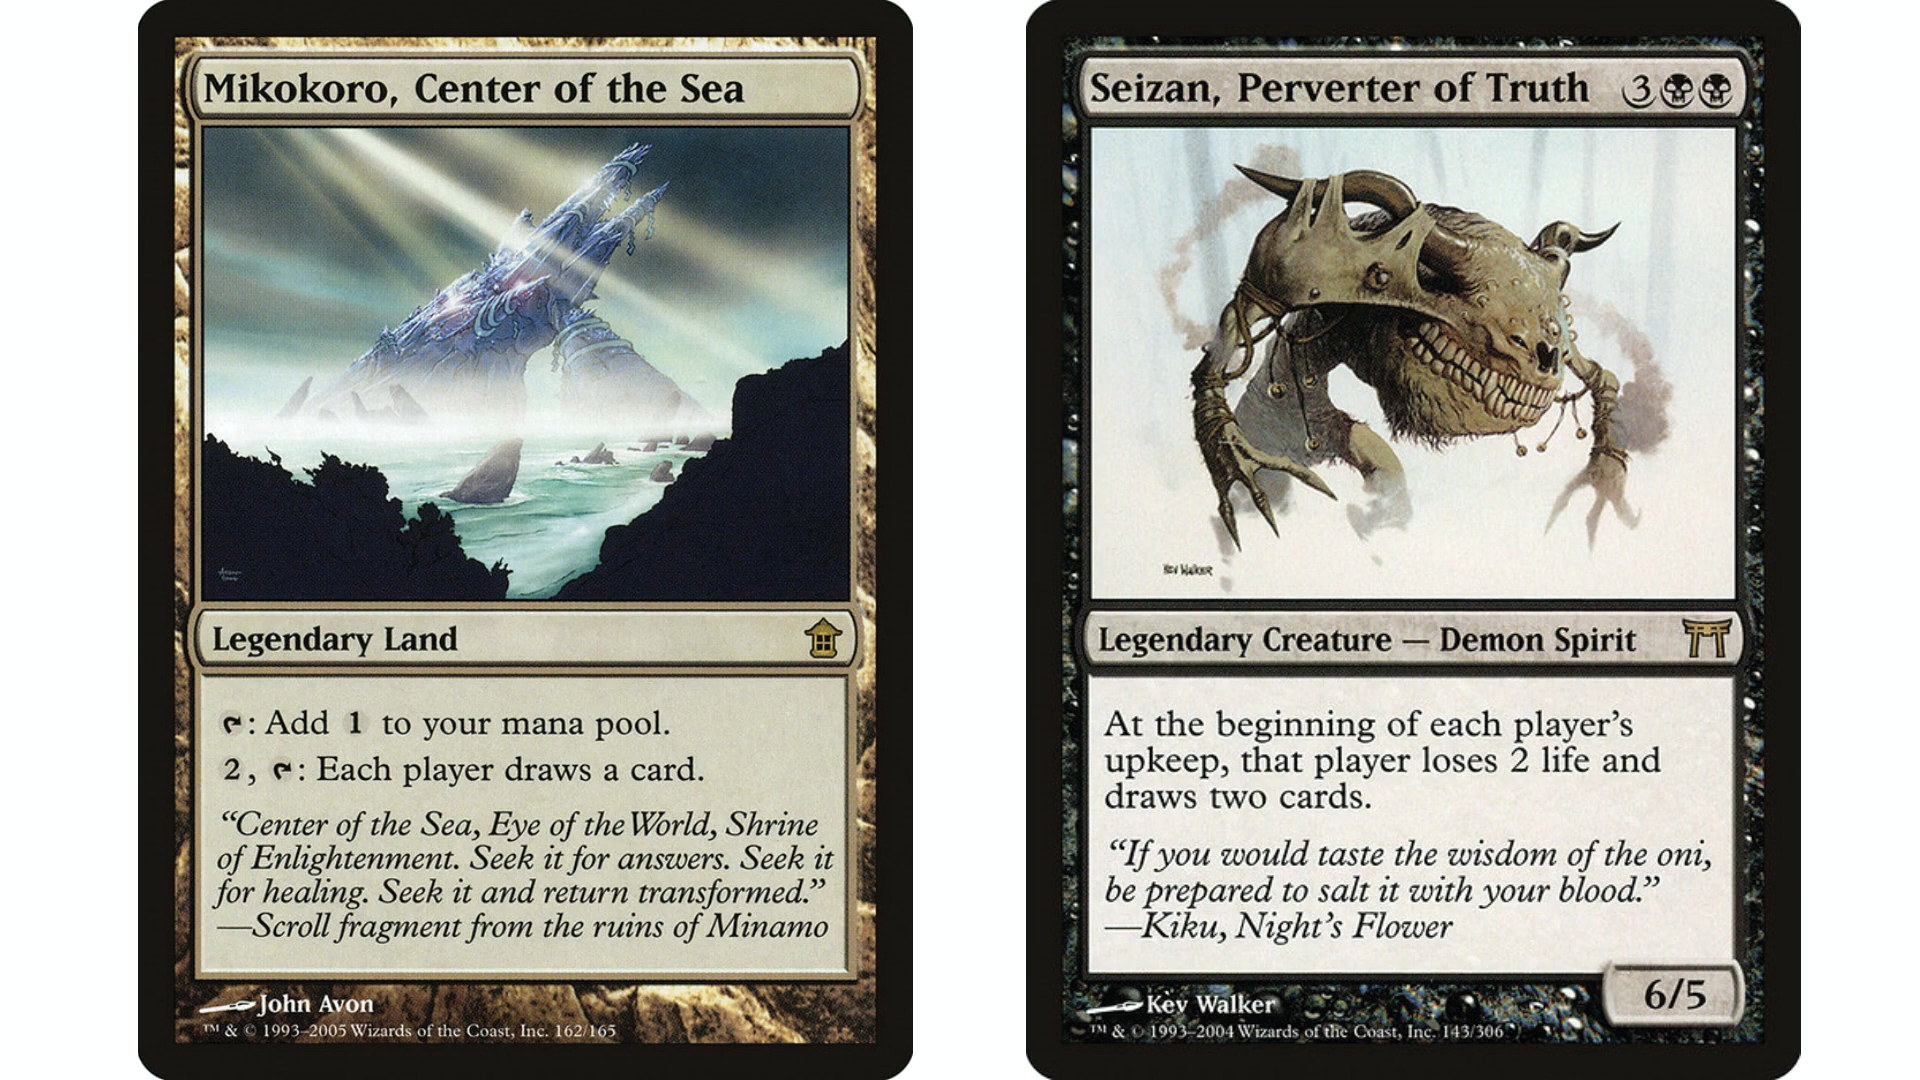 Mikokoro, Center of the Sea
Legendary Land
: Add 1 to your mana pool.
2, : Each player draws a card.
“Center of the Sea, Eye of the World, Shrine
of Enlightenment. Seek it for answers. Seek it
for healing. Seek it and return transformed.”
—Scroll fragment from the ruins of Minamo
John Avon
™ & © 1993–2005 Wizards of the Coast, Inc. 162/165
Seizan, Perverter of Truth 3
Kev Walker
Legendary Creature — Demon Spirit
At the beginning of each player’s
upkeep, that player loses 2 life and
draws two cards.
“If you would taste the wisdom of the oni,
be prepared to salt it with your blood.”
—Kiku, Night’s Flower
6/5
Kev Walker
™ & © 1993–2004 Wizards of the Coast, Inc. 143/306